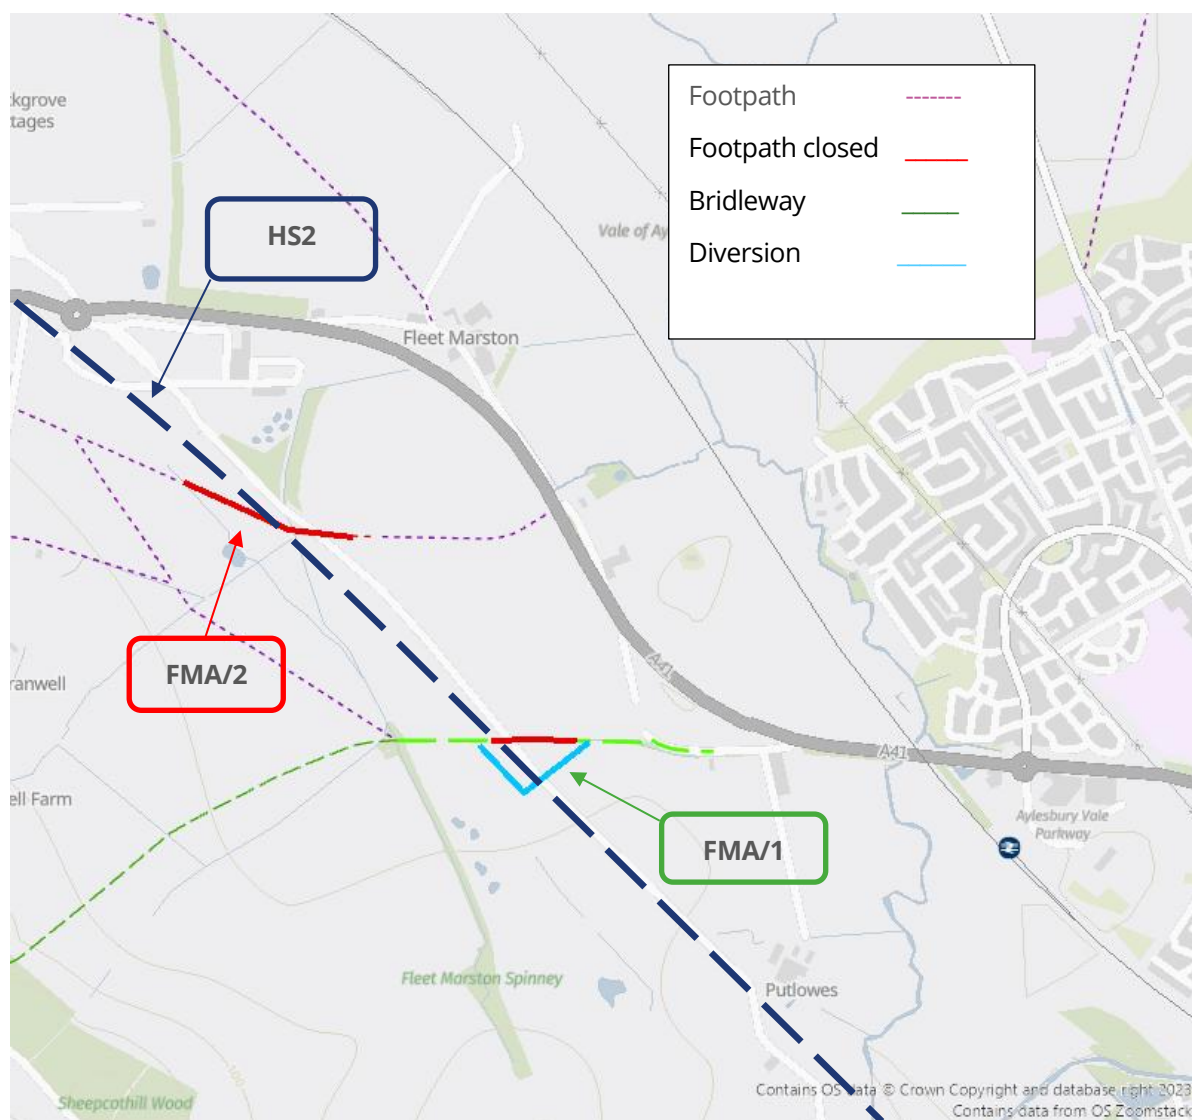 ckgrove
tages
Footpath
Footpath closed
Bridleway
Diversion
HS2
Vale of Ay
Fleet Marston
FMA/2
ranwell
A41
A41
ell Farm
FMA/1
Aylesbury Vale
Parkway
Fleet Marston Spinney
Putlowes
100
Sheepcothill Wood
Contains OS data © Crown Copyright and database right 2023
Contains data from OS Zoomstack